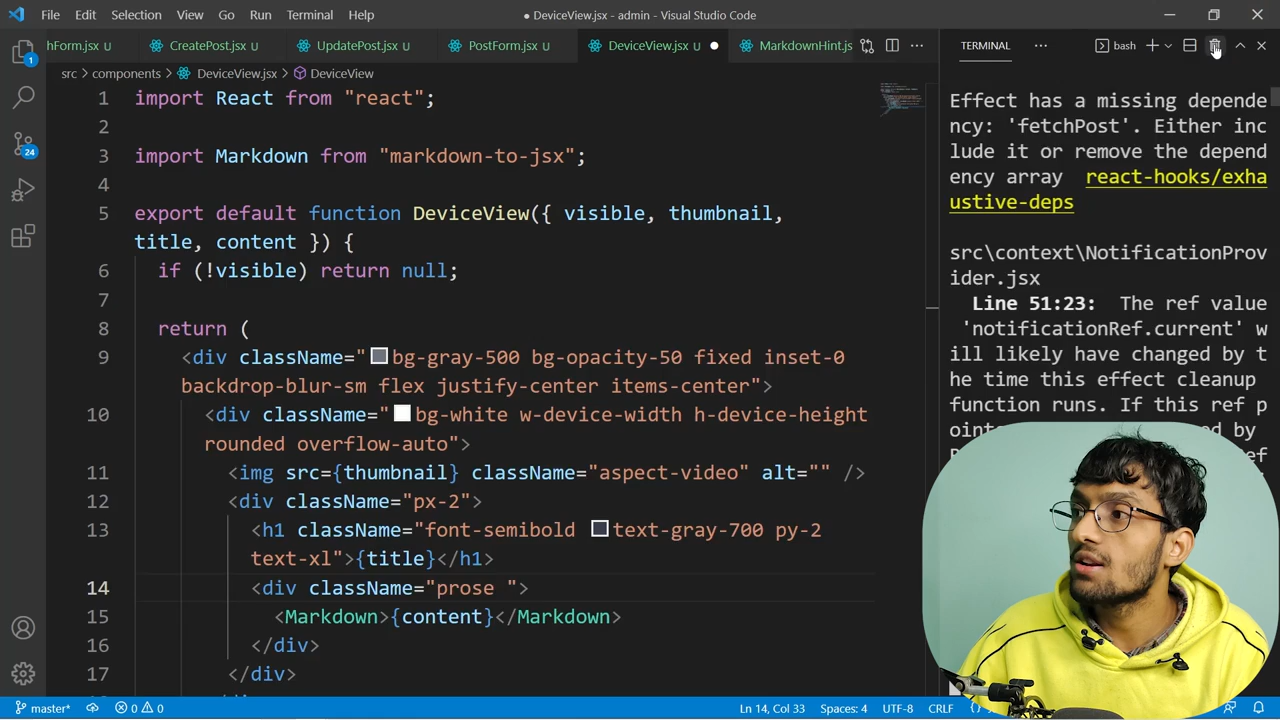 File Edit Selection View Go Run Terminal Help
● DeviceView.jsx - admin - Visual Studio Code
hForm.jsx U CreatePost.jsx U UpdatePost.jsx U PostForm.jsx U DeviceView.jsx U MarkdownHint.js
src > components > DeviceView.jsx > DeviceView
1 import React from "react";
2
3 import Markdown from "markdown-to-jsx";
4
5 export default function DeviceView({ visible, thumbnail,
title, content }) {
6 if (!visible) return null;
7
8 return (
9 <div className="bg-gray-500 bg-opacity-50 fixed inset-0
backdrop-blur-sm flex justify-center items-center">
10 <div className="bg-white w-device-width h-device-height
rounded overflow-auto">
11 <img src={thumbnail} className="aspect-video" alt="" />
12 <div className="px-2">
13 <h1 className="font-semibold text-gray-700 py-2
text-xl">{title}</h1>
14 <div className="prose ">
15 <Markdown>{content}</Markdown>
16 </div>
17 </div>
TERMINAL
bash
Effect has a missing depende
ncy: 'fetchPost'. Either inc
lude it or remove the depend
ency array react-hooks/exha
ustive-deps
src\context\NotificationProv
ider.jsx
Line 51:23: The ref value
'notificationRef.current' w
ill likely have changed by t
he time this effect cleanup
function runs. If this ref p
1
24
master*
0 0
Ln 14, Col 33
Spaces: 4
UTF-8
CRLF